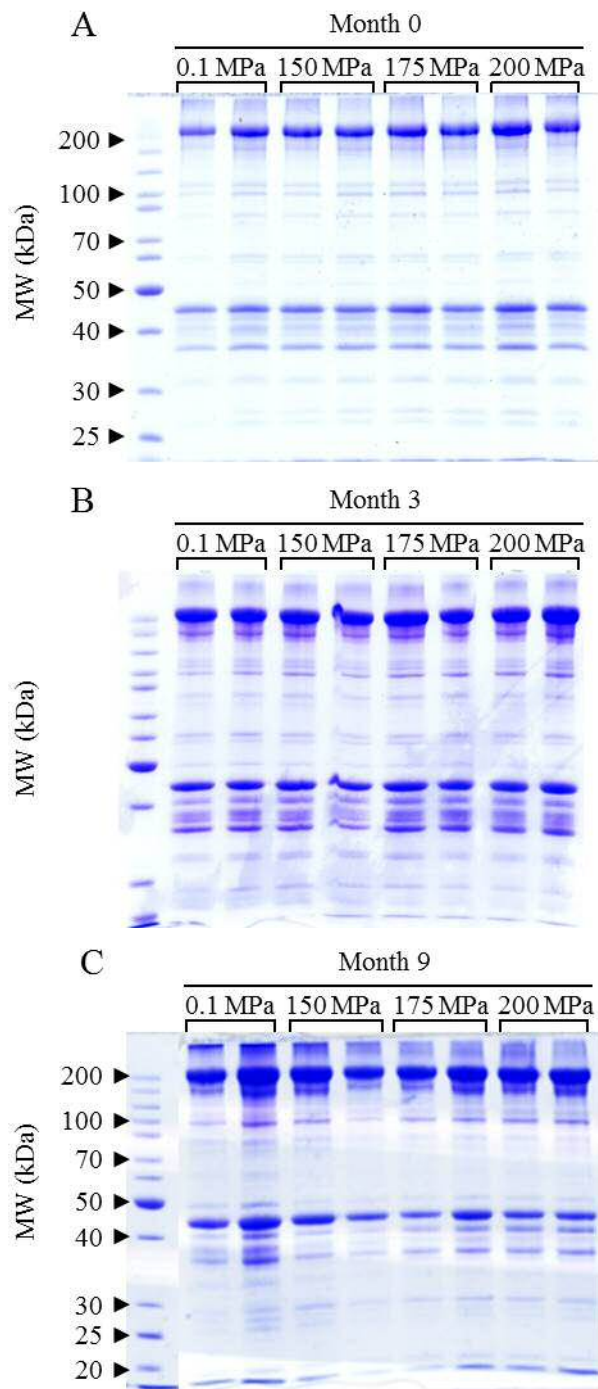 A
Month 0
0.1 MPa 150 MPa 175 MPa 200 MPa
MW (kDa)
200 ►
100 ►
70 ►
50 ►
40 ►
30 ►
25 ►
B
Month 3
0.1 MPa 150 MPa 175 MPa 200 MPa
MW (kDa)
C
Month 9
0.1 MPa 150 MPa 175 MPa 200 MPa
MW (kDa)
200 ►
100 ►
70 ►
50 ►
40 ►
30 ►
25 ►
20 ►